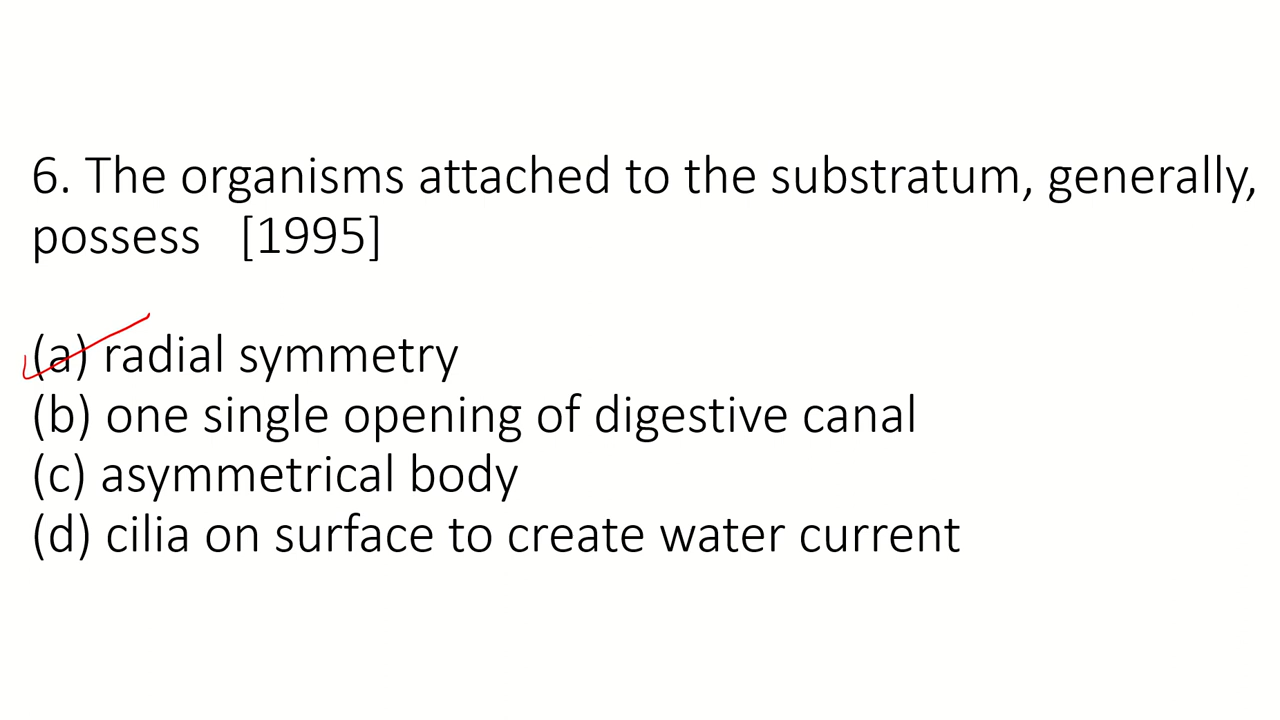 6. The organisms attached to the substratum, generally,
possess [1995]
(a) radial symmetry
(b) one single opening of digestive canal
(c) asymmetrical body
(d) cilia on surface to create water current